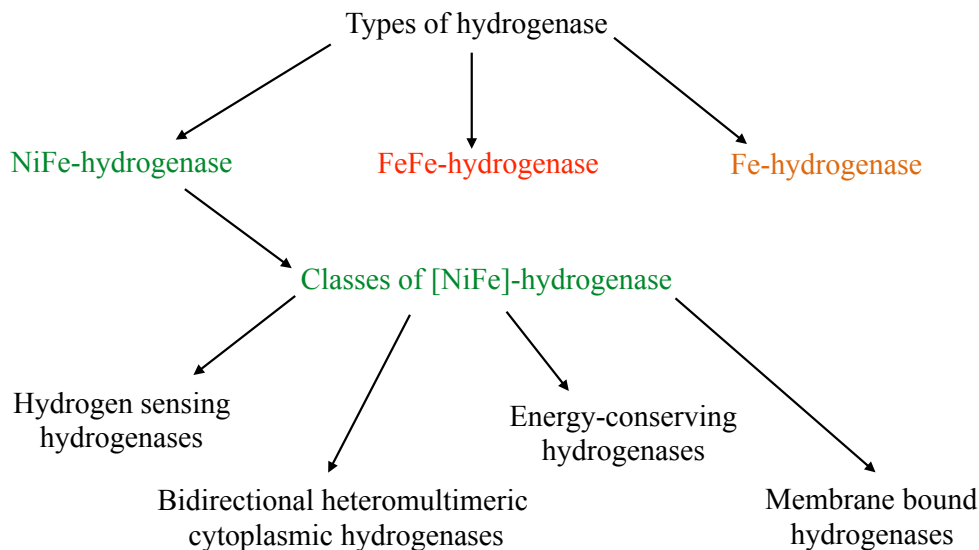 Types of hydrogenase
NiFe-hydrogenase
FeFe-hydrogenase
Fe-hydrogenase
Classes of [NiFe]-hydrogenase
Hydrogen sensing
hydrogenases
Bidirectional heteromultimeric
cytoplasmic hydrogenases
Energy-conserving
hydrogenases
Membrane bound
hydrogenases